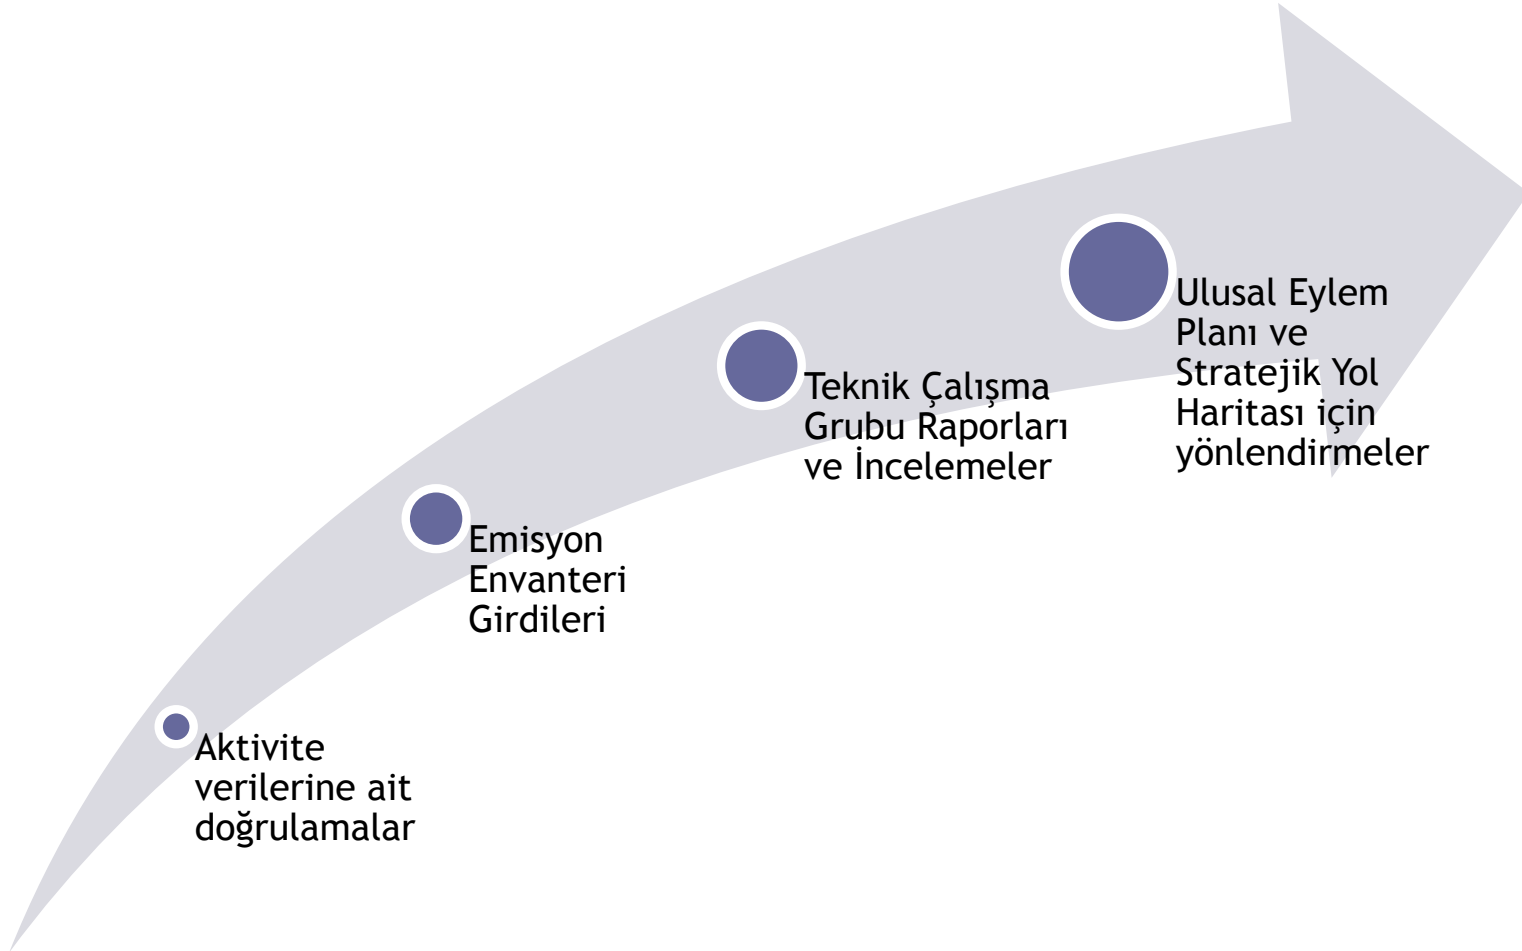 Aktivite
verilerine ait
doğrulamalar
Emisyon
Envanteri
Girdileri
Teknik Çalışma
Grubu Raporları
ve İncelemeler
Ulusal Eylem
Planı ve
Stratejik Yol
Haritası için
yönlendirmeler